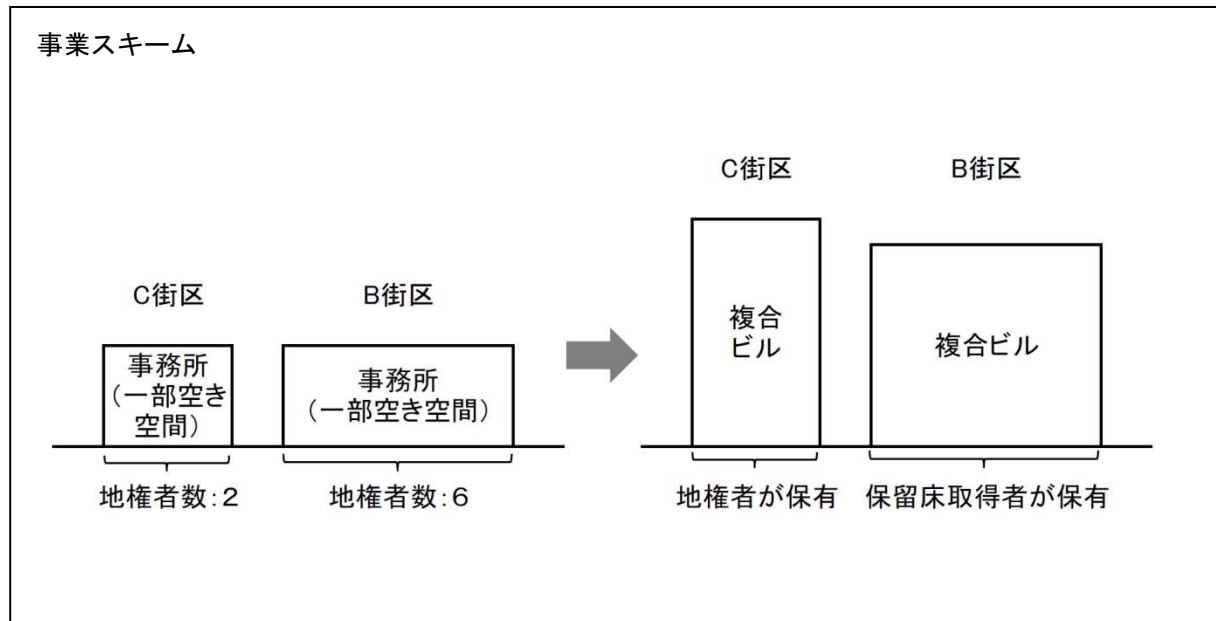 事業スキーム
C街区
B街区
事務所
(一部空き
空間)
事務所
(一部空き空間)
地権者数:2
地権者数:6
C街区
B街区
複合
ビル
複合ビル
地権者が保有
保留床取得者が保有